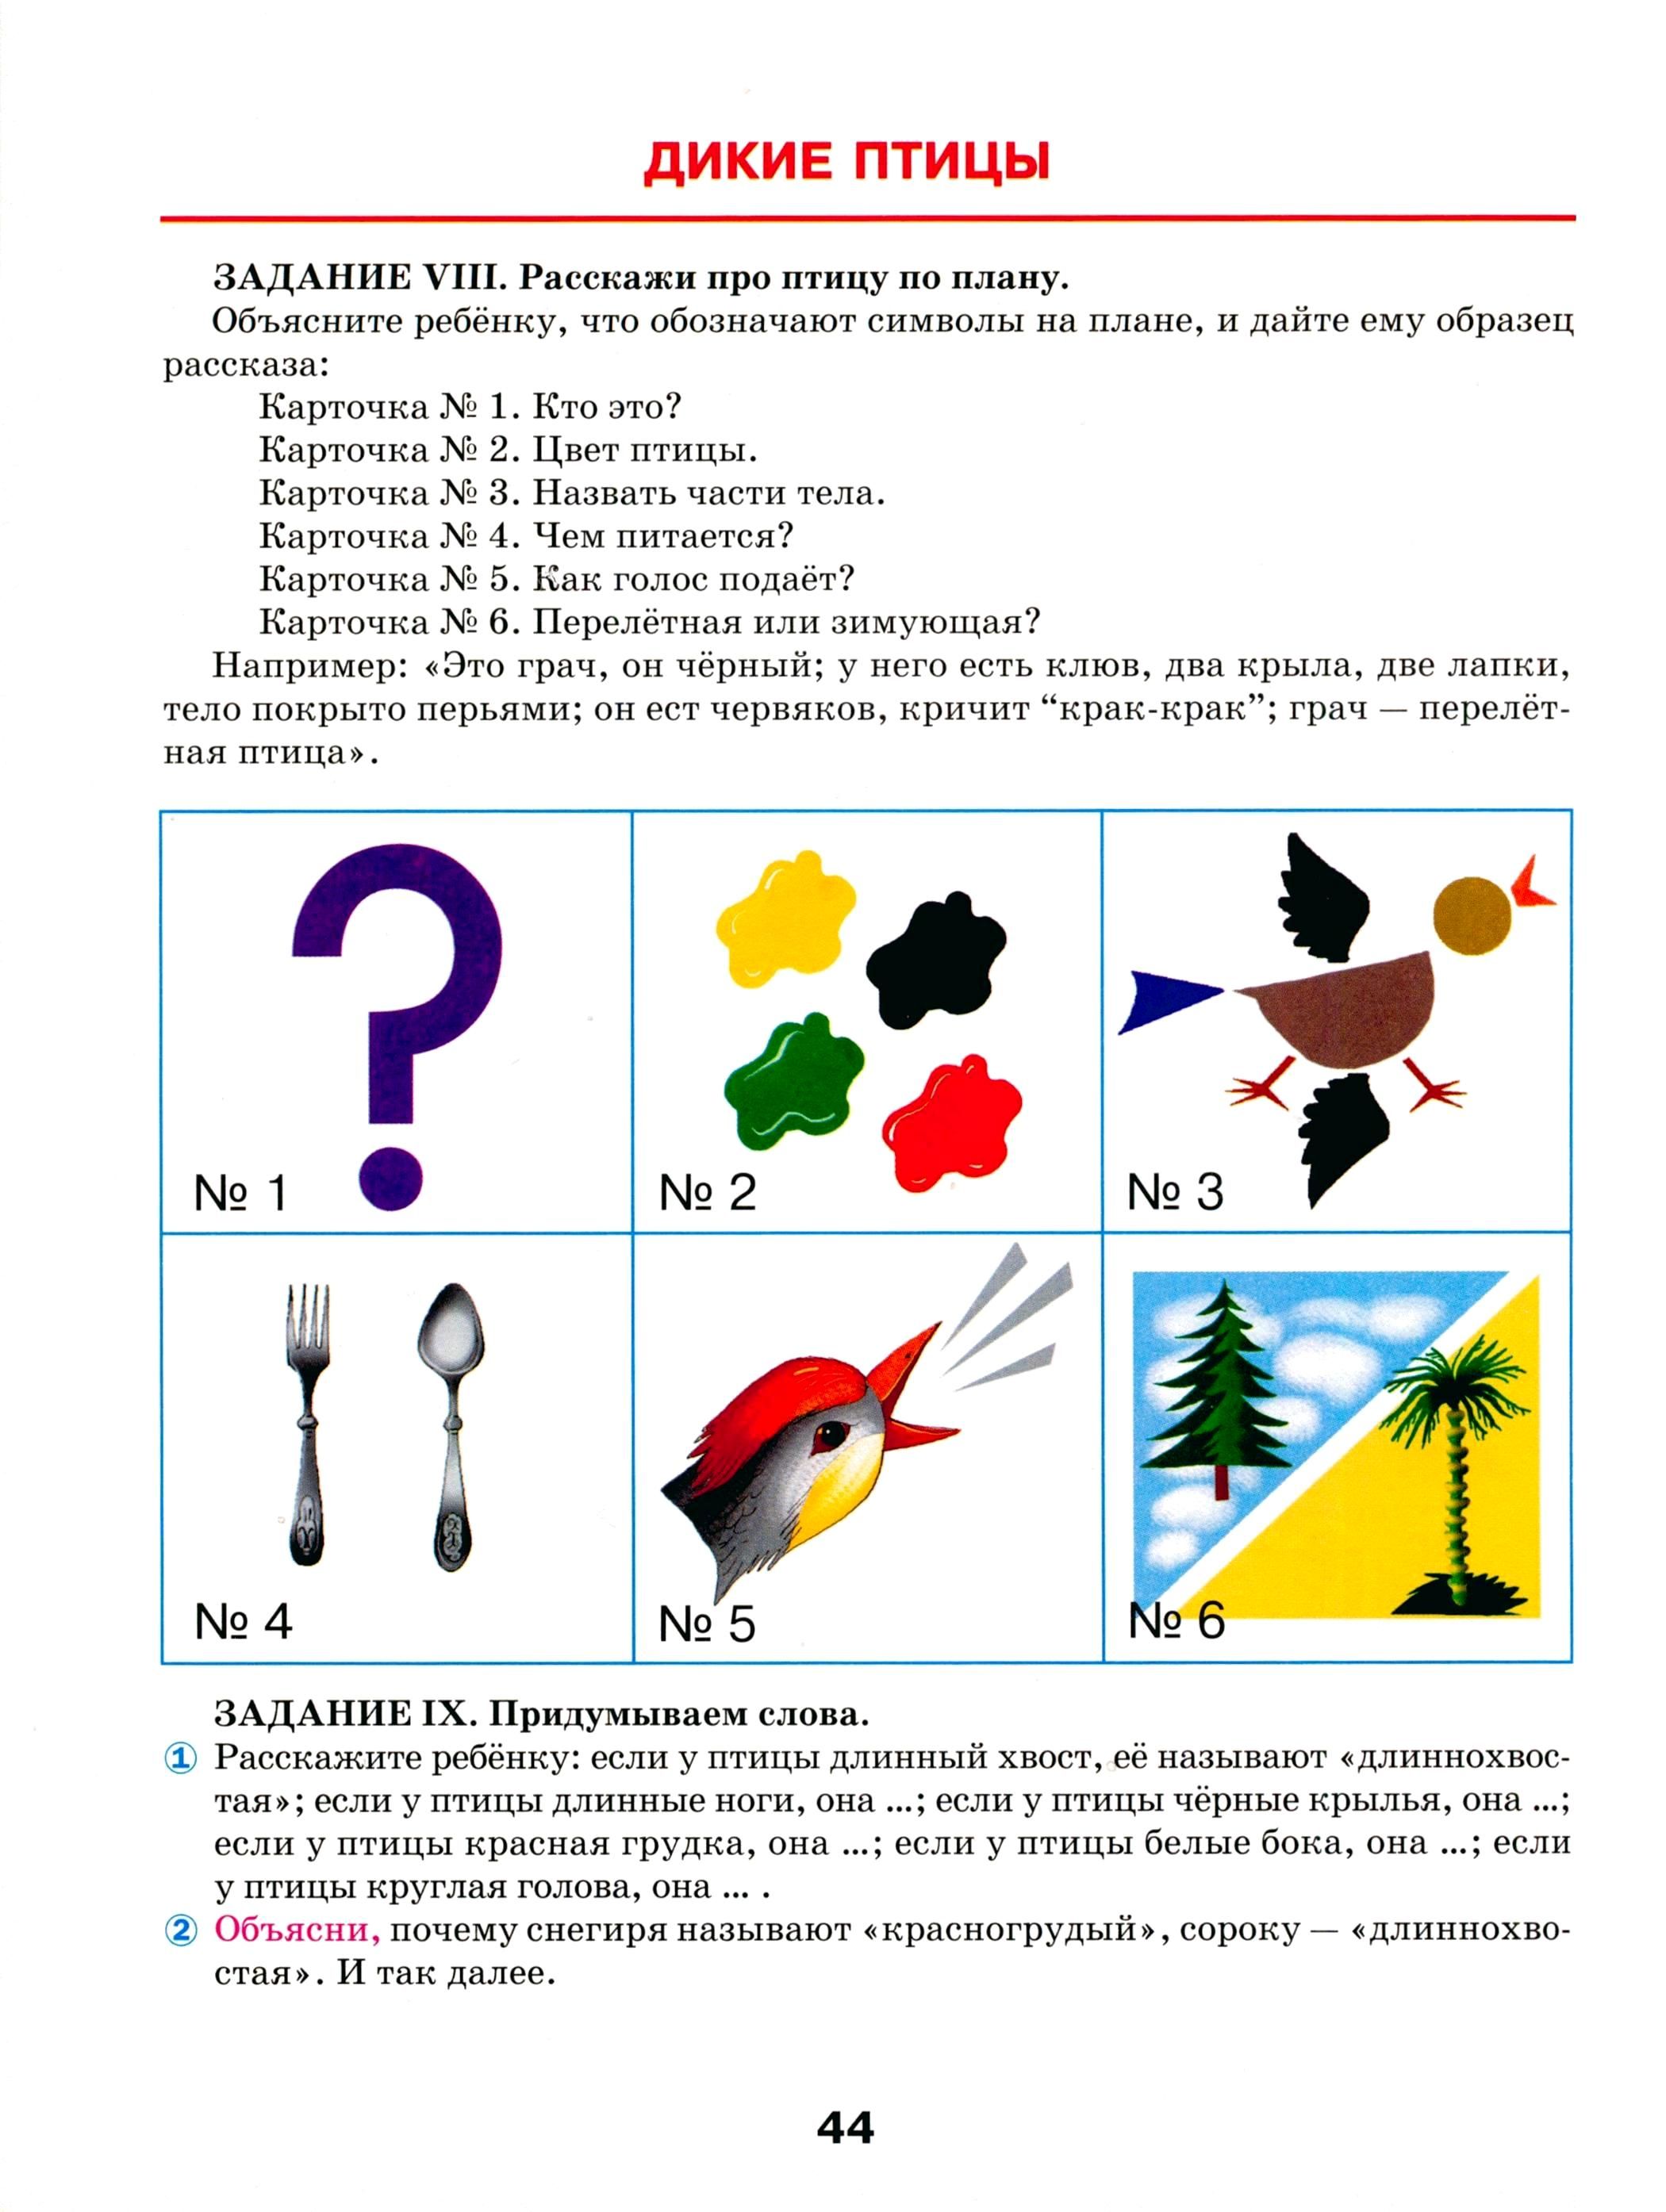 ДИКИЕ ПТИЦЫ
ЗАДАНИЕ VIII. Расскажи про птицу по плану.
Объясните ребёнку, что обозначают символы на плане, и дайте ему образец
рассказа:
Карточка № 1. Кто это?
Карточка № 2. Цвет птицы.
Карточка № 3. Назвать части тела.
Карточка № 4. Чем питается?
Карточка № 5. Как голос подаёт?
Карточка № 6. Перелётная или зимующая?
Например: «Это грач, он чёрный; у него есть клюв, два крыла, две лапки,
тело покрыто перьями; он ест червяков, кричит “крак-крак”; грач — перелёт-
ная птица».
№ 1
№ 2
№ 3
№ 4
№ 5
№ 6
ЗАДАНИЕ IX. Придумываем слова.
1 Расскажите ребёнку: если у птицы длинный хвост, её называют «длиннохвос-
тая»; если у птицы длинные ноги, она ...; если у птицы чёрные крылья, она ...;
если у птицы красная грудка, она ...; если у птицы белые бока, она ...; если
у птицы круглая голова, она ... .
2 Объясни, почему снегиря называют «красногрудый», сороку — «длиннохво-
стая». И так далее.
44